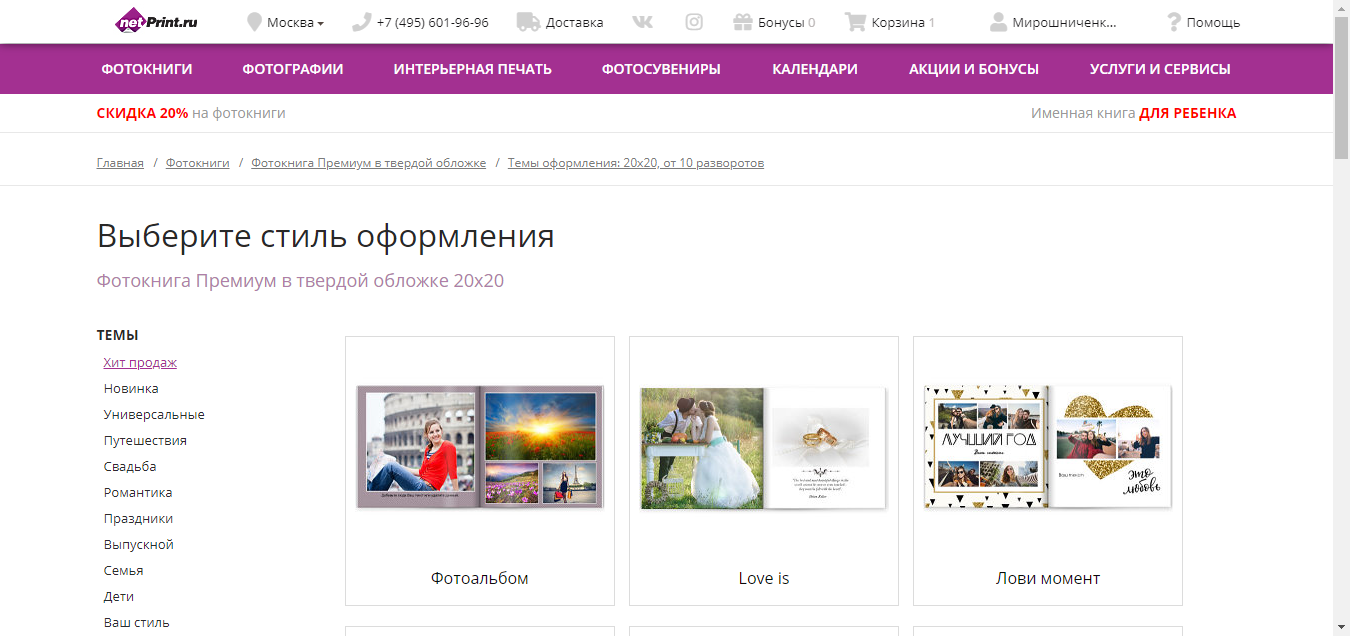 netPrint.ru
Москва
+7 (495) 601-96-96
Доставка
Бонусы 0
Корзина 1
Мирошниченк...
? Помощь
ФОТОКНИГИ
ФОТОГРАФИИ
ИНТЕРЬЕРНАЯ ПЕЧАТЬ
ФОТОСУВЕНИРЫ
КАЛЕНДАРИ
АКЦИИ И БОНУСЫ
УСЛУГИ И СЕРВИСЫ
СКИДКА 20% на фотокниги
Именная книга ДЛЯ РЕБЕНКА
Главная / Фотокниги / Фотокнига Премиум в твердой обложке / Темы оформления: 20x20, от 10 разворотов
Выберите стиль оформления
Фотокнига Премиум в твердой обложке 20x20
ТЕМЫ
Хит продаж
Новинка
Универсальные
Путешествия
Свадьба
Романтика
Праздники
Выпускной
Семья
Дети
Ваш стиль
Фотоальбом
Love is
ЛУЧШИЙ ГОД
Ваш текст
это
любовь
Лови момент